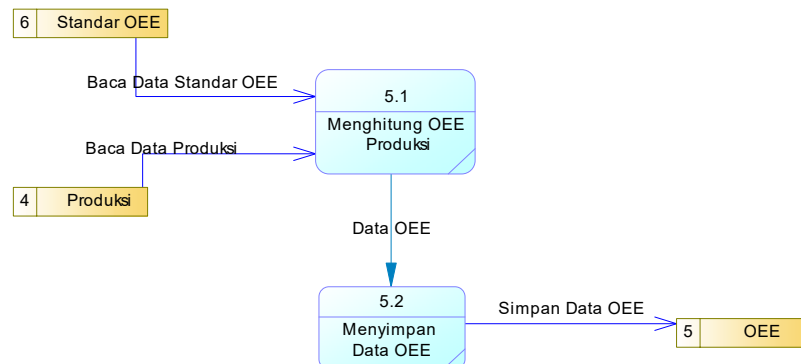 6 Standar OEE
Baca Data Standar OEE
5.1
Menghitung OEE
Produksi
Baca Data Produksi
4 Produksi
Data OEE
5.2
Menyimpan
Data OEE
Simpan Data OEE
5 OEE